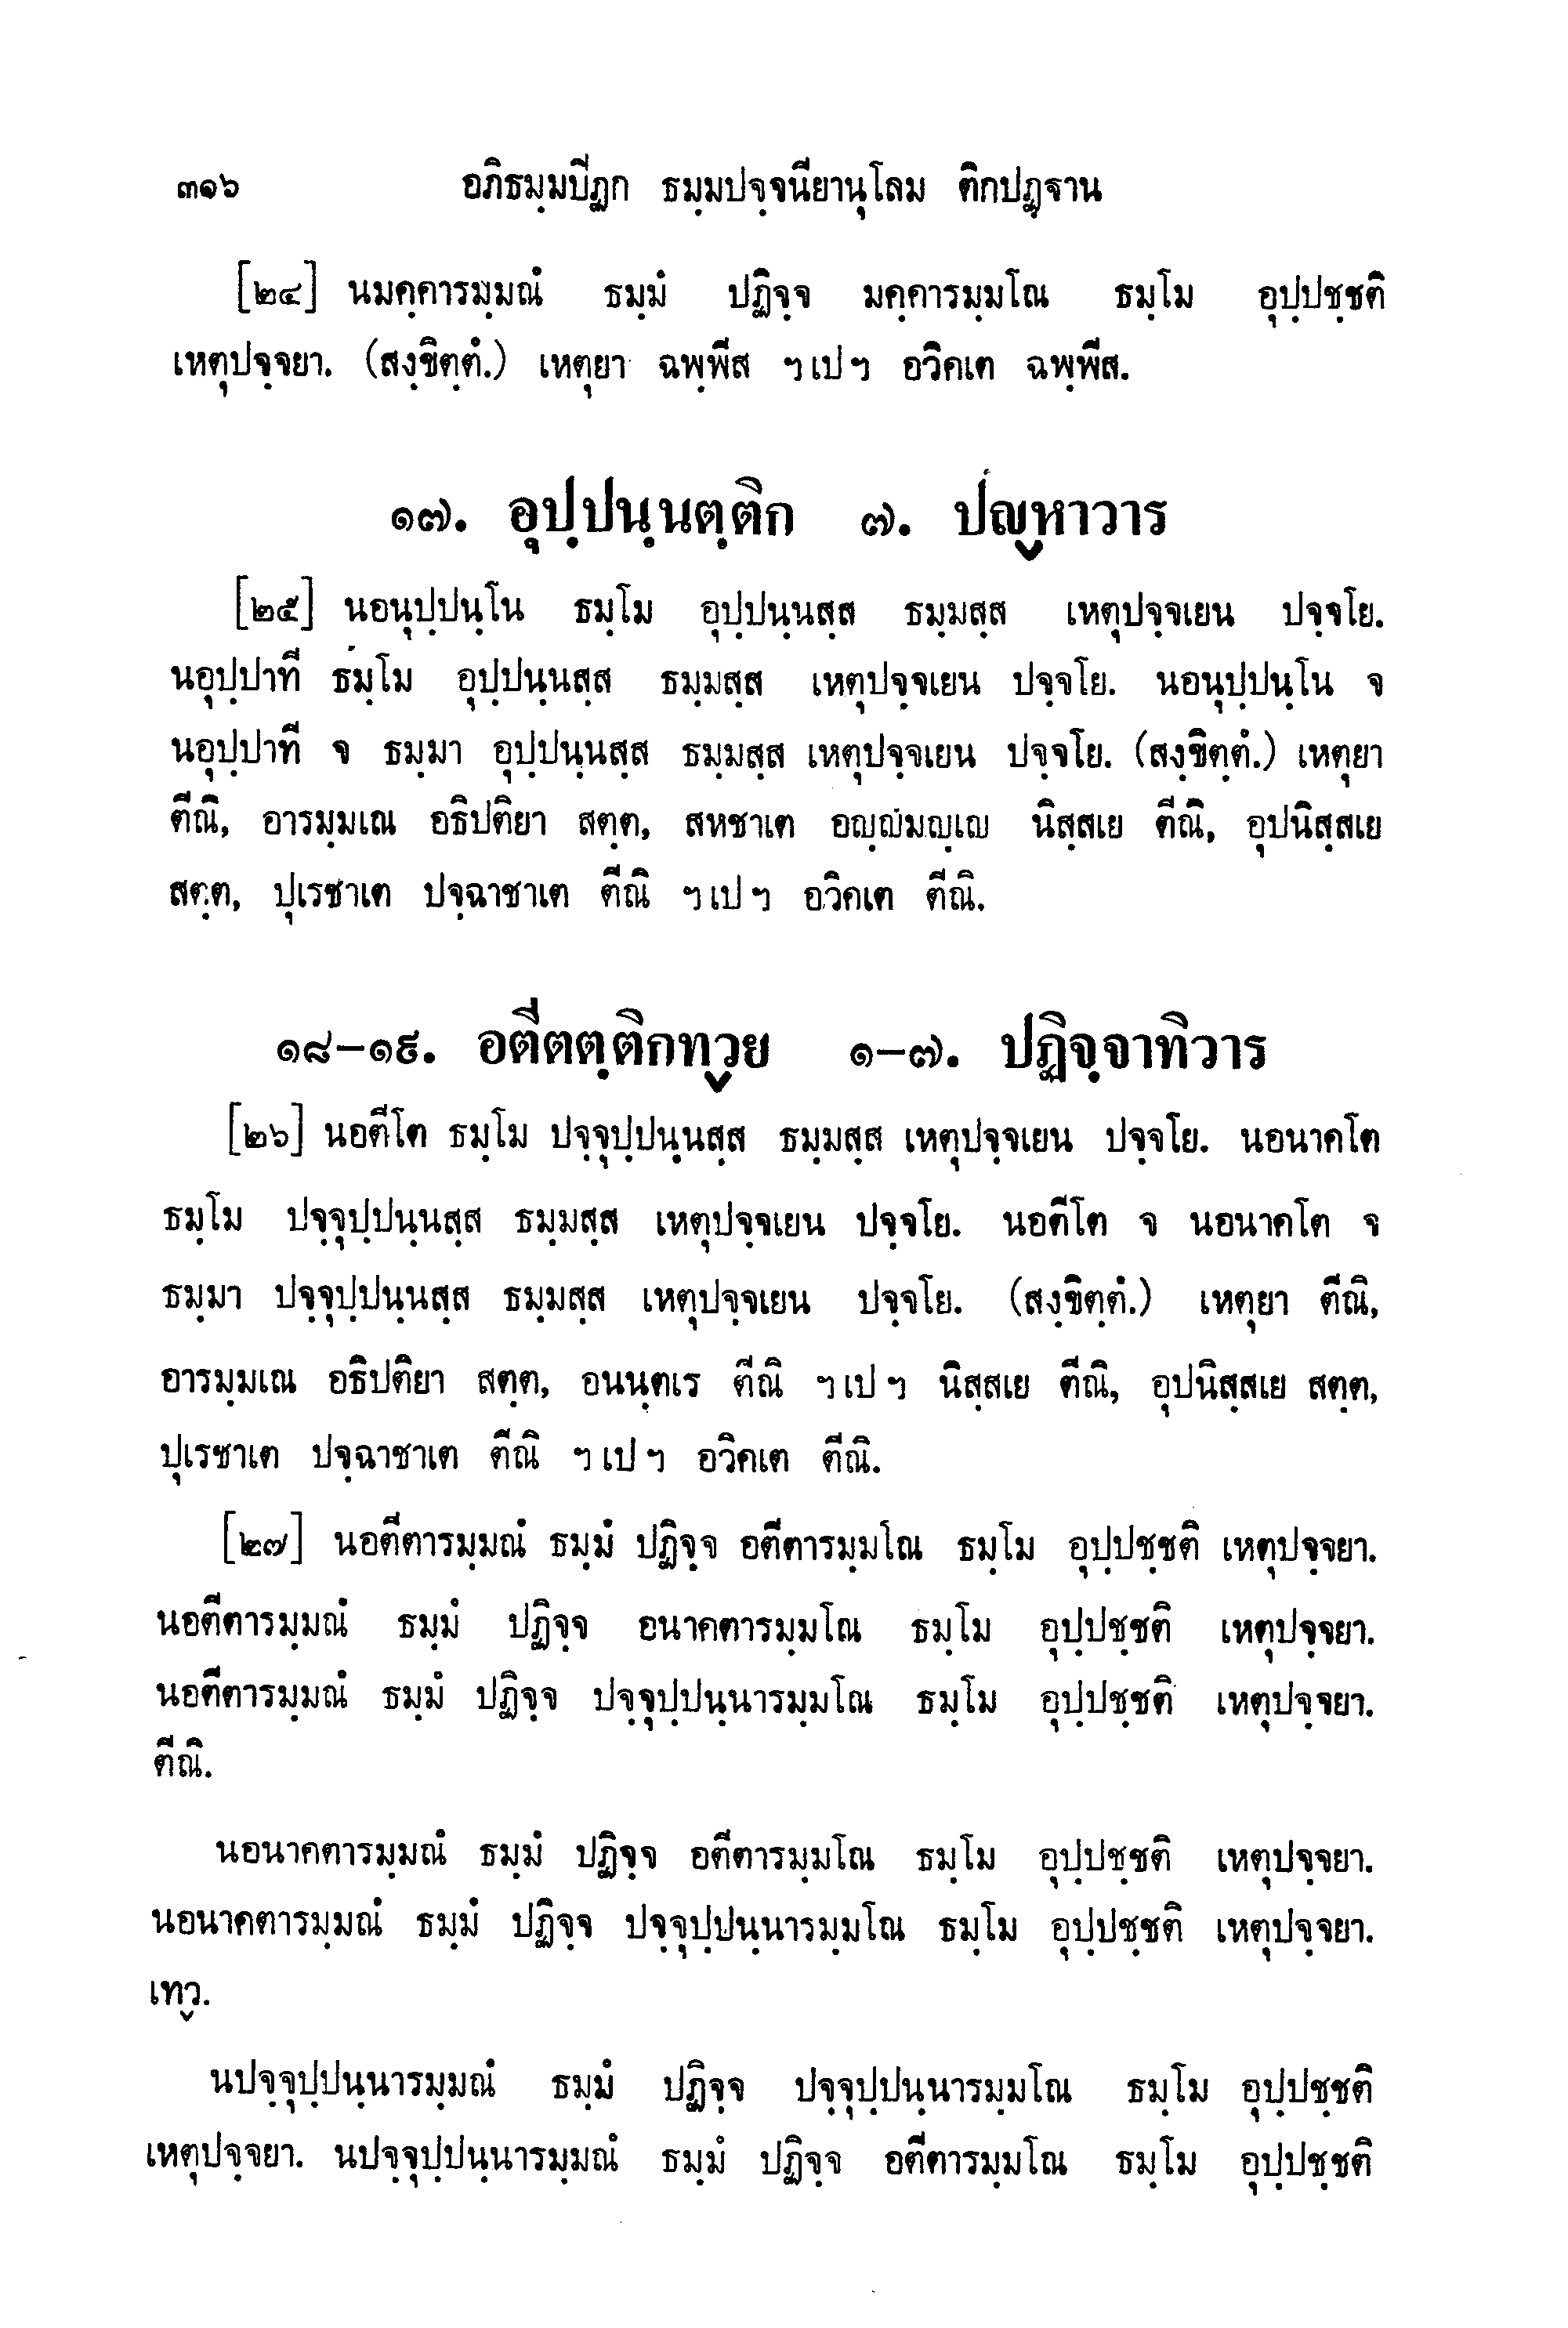 ๓๑๖ อภิธมฺมปีฏก ธมฺมปจฺจนียานุโลม ติกปฏฺฐาน
[๒๔] นมคฺคารมฺมณํ ธมฺมํ ปฏิจฺจ มคฺคารมฺมโณ ธมฺโม อุปฺปชฺชติ
เหตุปจฺจยา. (สงฺขิตฺตํ.) เหตุยา ฉพฺพีส ฯเปฯ อวิคเต ฉพฺพีส.
๑๗. อุปฺปนฺนตฺติก ๗. ปญฺหาวาร
[๒๕] นอนุปฺปนฺโน ธมฺโม อุปฺปนฺนสฺส ธมฺมสฺส เหตุปจฺจเยน ปจฺจโย.
นอุปฺปาที ธมฺโม อุปฺปนฺนสฺส ธมฺมสฺส เหตุปจฺจเยน ปจฺจโย. นอนุปฺปนฺโน จ
นอุปฺปาที จ ธมฺมา อุปฺปนฺนสฺส ธมฺมสฺส เหตุปจฺจเยน ปจฺจโย. (สงฺขิตฺตํ.) เหตุยา
ตีณิ, อารมฺมเณ อธิปติยา สตฺต, สหชาเต อญฺญมญฺเญ นิสฺสเย ตีณิ, อุปนิสฺสเย
สตฺต, ปุเรชาเต ปจฺฉาชาเต ตีณิ ฯเปฯ อวิคเต ตีณิ.
๑๘-๑๙. อตีตตฺติกทฺวย ๑-๗. ปฏิจฺจาทิวาร
[๒๖] นอตีโต ธมฺโม ปจฺจุปฺปนฺนสฺส ธมฺมสฺส เหตุปจฺจเยน ปจฺจโย. นอนาคโต
ธมฺโม ปจฺจุปฺปนฺนสฺส ธมฺมสฺส เหตุปจฺจเยน ปจฺจโย. นอตีโต จ นอนาคโต จ
ธมฺมา ปจฺจุปฺปนฺนสฺส ธมฺมสฺส เหตุปจฺจเยน ปจฺจโย. (สงฺขิตฺตํ.) เหตุยา ตีณิ,
อารมฺมเณ อธิปติยา สตฺต, อนนฺตเร ตีณิ ฯเปฯ นิสฺสเย ตีณิ, อุปนิสฺสเย สตฺต,
ปุเรชาเต ปจฺฉาชาเต ตีณิ ฯเปฯ อวิคเต ตีณิ.
[๒๗] นอตีตารมฺมณํ ธมฺมํ ปฏิจฺจ อตีตารมฺมโณ ธมฺโม อุปฺปชฺชติ เหตุปจฺจยา.
นอตีตารมฺมณํ ธมฺมํ ปฏิจฺจ อนาคตารมฺมโณ ธมฺโม อุปฺปชฺชติ เหตุปจฺจยา.
นอตีตารมฺมณํ ธมฺมํ ปฏิจฺจ ปจฺจุปฺปนฺนารมฺมโณ ธมฺโม อุปฺปชฺชติ เหตุปจฺจยา.
ตีณิ.
นอนาคตารมฺมณํ ธมฺมํ ปฏิจฺจ อตีตารมฺมโณ ธมฺโม อุปฺปชฺชติ เหตุปจฺจยา.
นอนาคตารมฺมณํ ธมฺมํ ปฏิจฺจ ปจฺจุปฺปนฺนารมฺมโณ ธมฺโม อุปฺปชฺชติ เหตุปจฺจยา.
เทฺว.
นปจฺจุปฺปนฺนารมฺมณํ ธมฺมํ ปฏิจฺจ ปจฺจุปฺปนฺนารมฺมโณ ธมฺโม อุปฺปชฺชติ
เหตุปจฺจยา. นปจฺจุปฺปนฺนารมฺมณํ ธมฺมํ ปฏิจฺจ อตีตารมฺมโณ ธมฺโม อุปฺปชฺชติ